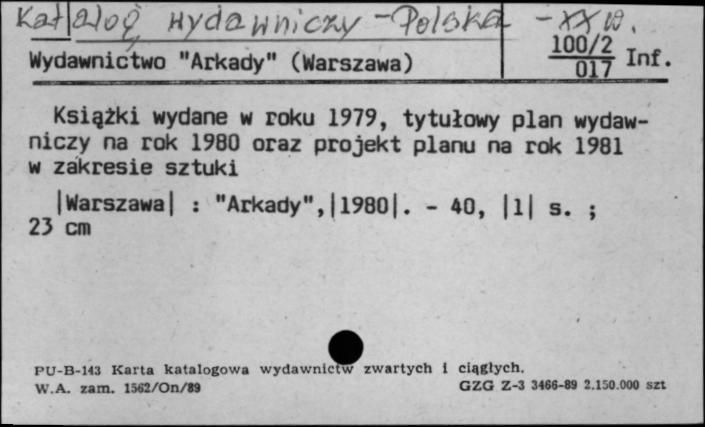 Katalog wydawniczy - Polska - XX w.
Wydawnictwo "Arkady" (Warszawa)
100/2
017
Inf.
Książki wydane w roku 1979, tytułowy plan wydaw-
niczy na rok 1980 oraz projekt planu na rok 1981
w zakresie sztuki
|Warszawa| : "Arkady",|1980|. - 40, |1| s. ;
23 cm
PU-B-143 Karta katalogowa wydawnictw zwartych i ciągłych.
W.A. zam. 1562/On/89 GZG Z-3 3466-89 2.150.000 szt